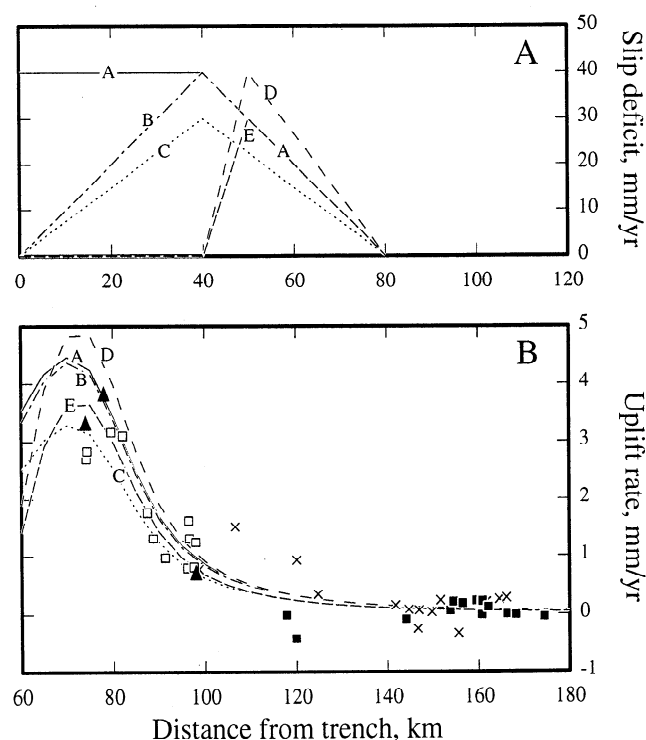 50
A
40
A
D
B
30
E
C
A
20
10
0
Slip deficit, mm/yr
0 20 40 60 80 100 120
5
A D
B
B
4
E
3
C
2
1
0
-1
Uplift rate, mm/yr
60 80 100 120 140 160 180
Distance from trench, km